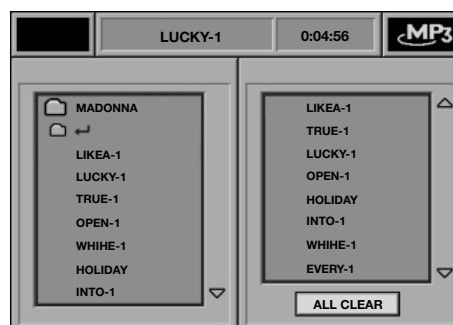 LUCKY-1
0:04:56
MP3
MADONNA
LIKEA-1
LUCKY-1
TRUE-1
OPEN-1
WHIHE-1
HOLIDAY
INTO-1
LIKEA-1
TRUE-1
LUCKY-1
OPEN-1
HOLIDAY
INTO-1
WHIHE-1
EVERY-1
ALL CLEAR